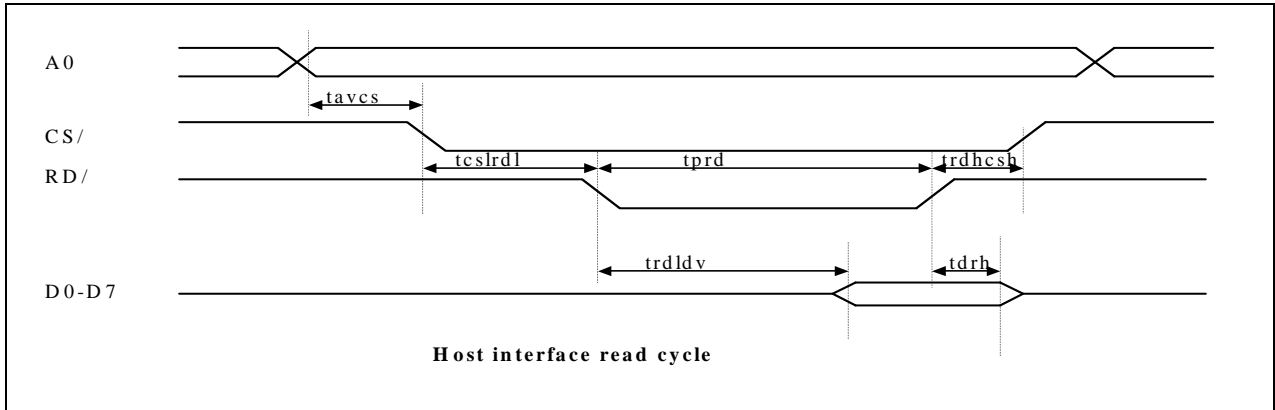 A0
tavcs
CS/
tcslrdl tprd trdhcsh
RD/
trdldv tdrh
D0-D7
Host interface read cycle